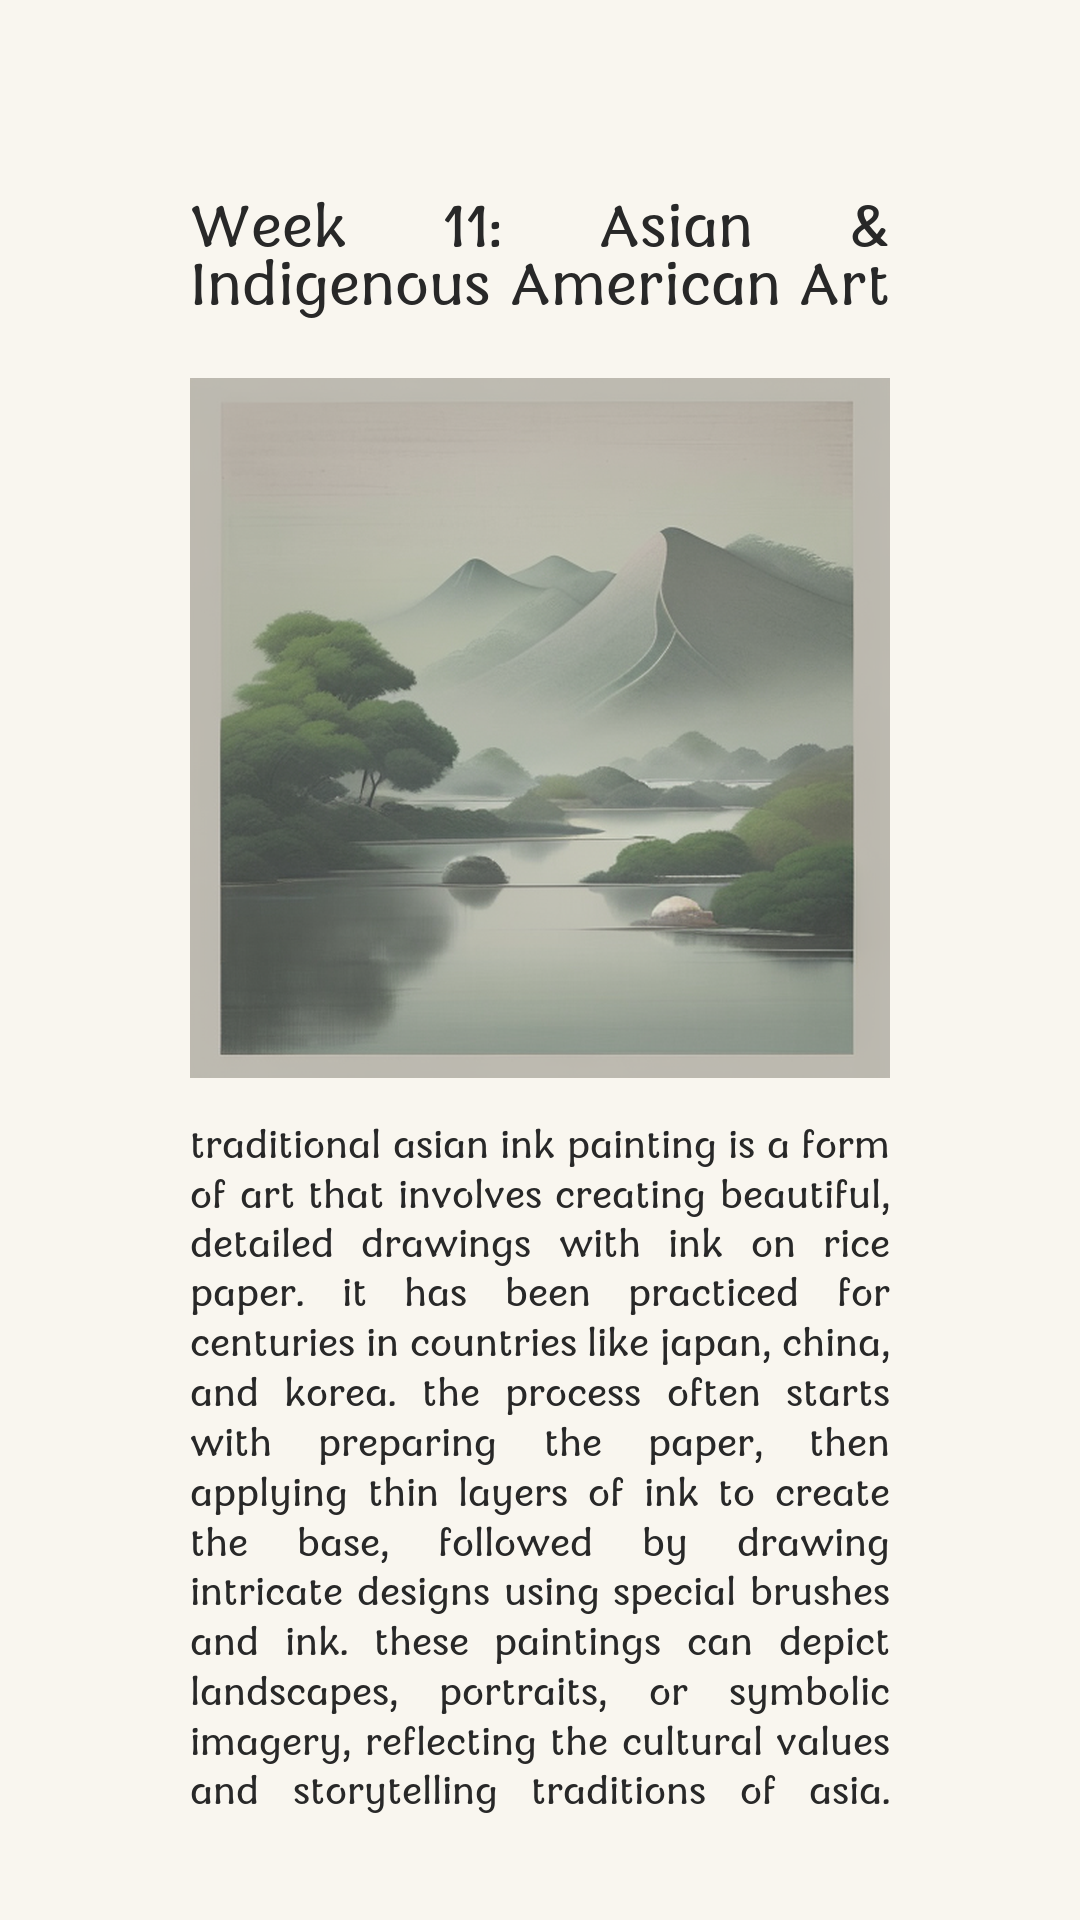 Week 11: Asian &
Indigenous American Art
traditional asian ink painting is a form
of art that involves creating beautiful,
detailed drawings with ink on rice
paper. it has been practiced for
centuries in countries like japan, china,
and korea. the process often starts
with preparing the paper, then
applying thin layers of ink to create
the base, followed by drawing
intricate designs using special brushes
and ink. these paintings can depict
landscapes, portraits, or symbolic
imagery, reflecting the cultural values
and storytelling traditions of asia.